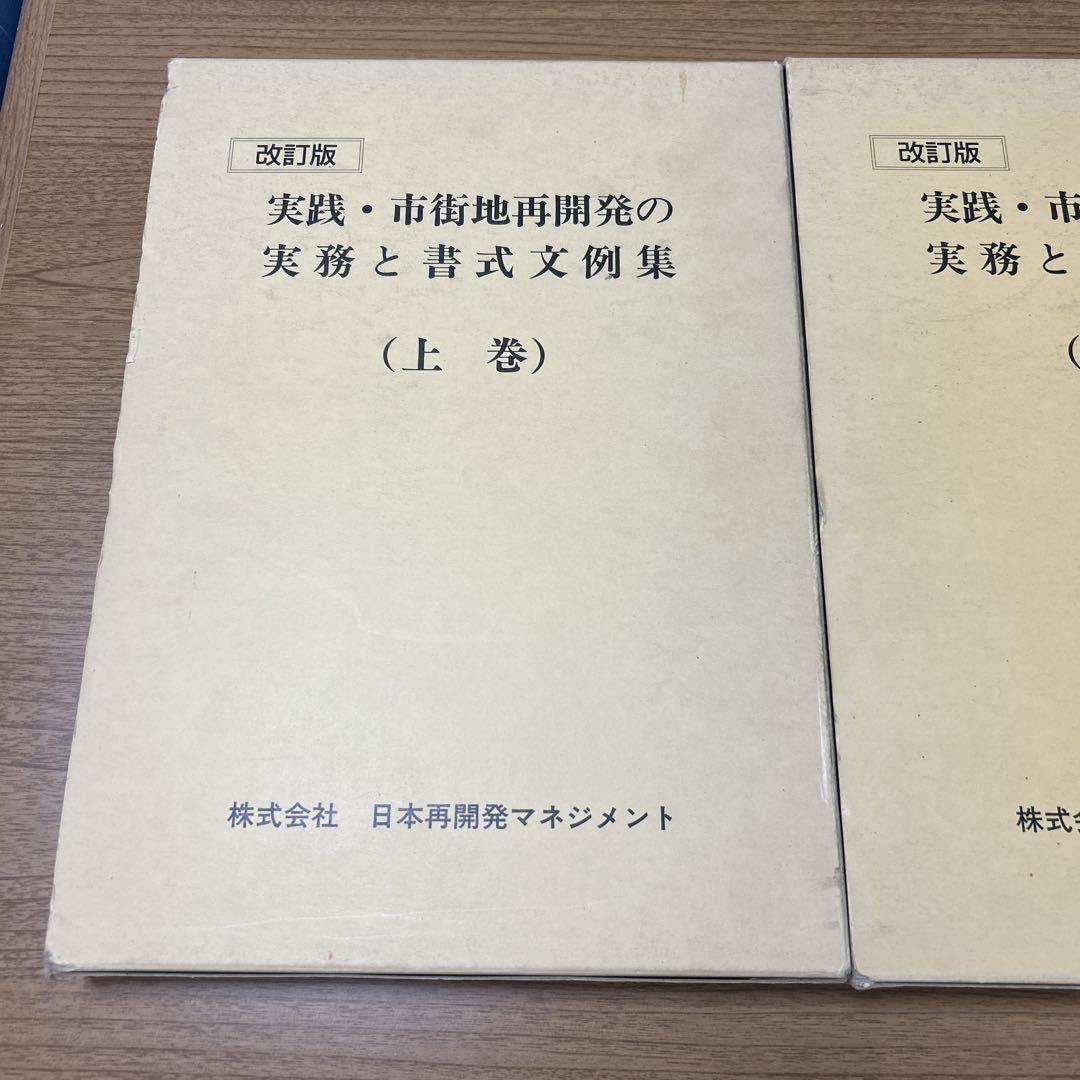 改訂版
実践・市街地再開発の
実務と書式文例集
（上　巻）
株式会社　日本再開発マネジメント
改訂版
実践・市
実務と
（
株式会